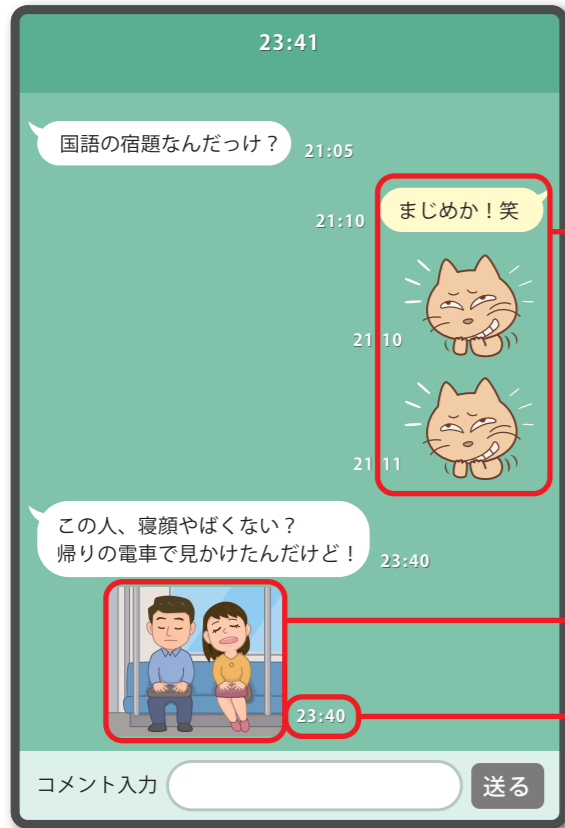 23:41
国語の宿題なんだっけ？
21:05
まじめか！笑
21:10
21:10
21:11
この人、寝顔やばくない？
帰りの電車で見かけたんだけど！
23:40
23:40
コメント入力
送る